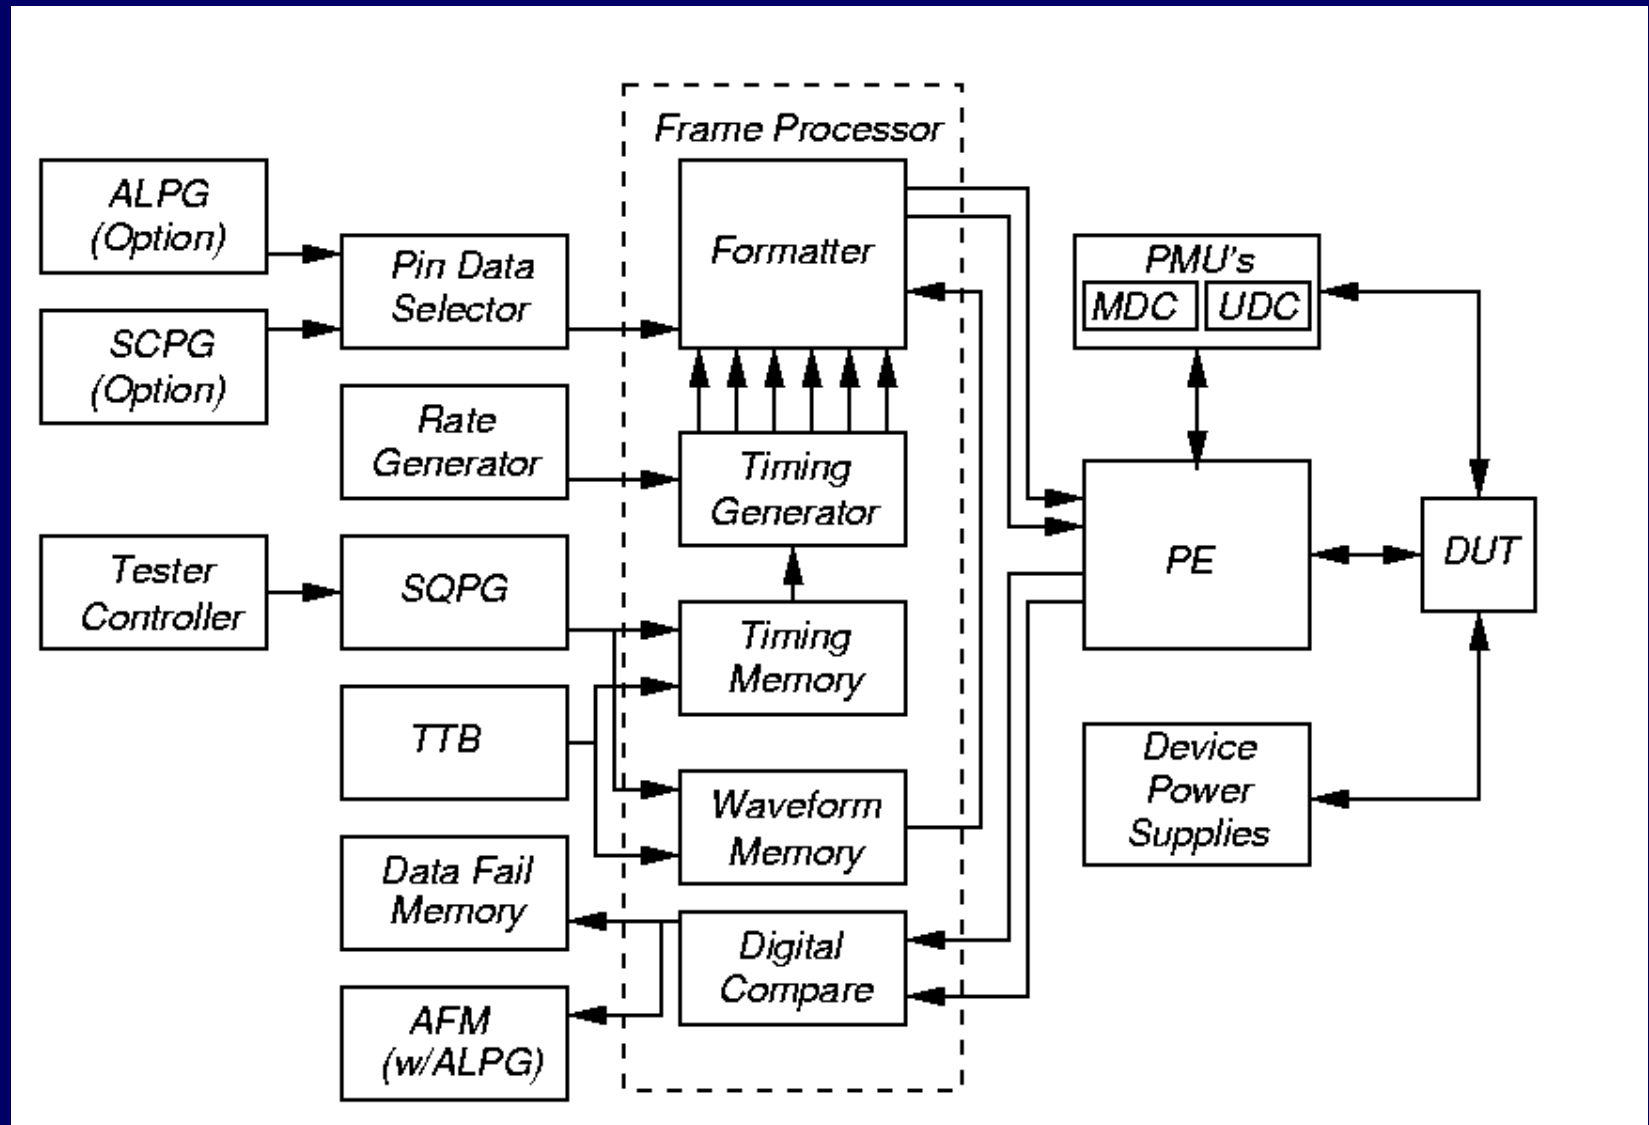 Frame Processor
ALPG
(Option)
SCPG
(Option)
Pin Data
Selector
Formatter
PMU's
MDC
UDC
Rate
Generator
Timing
Generator
Tester
Controller
SQPG
Timing
Memory
PE
DUT
TTB
Waveform
Memory
Device
Power
Supplies
Data Fail
Memory
Digital
Compare
AFM
(w/ALPG)